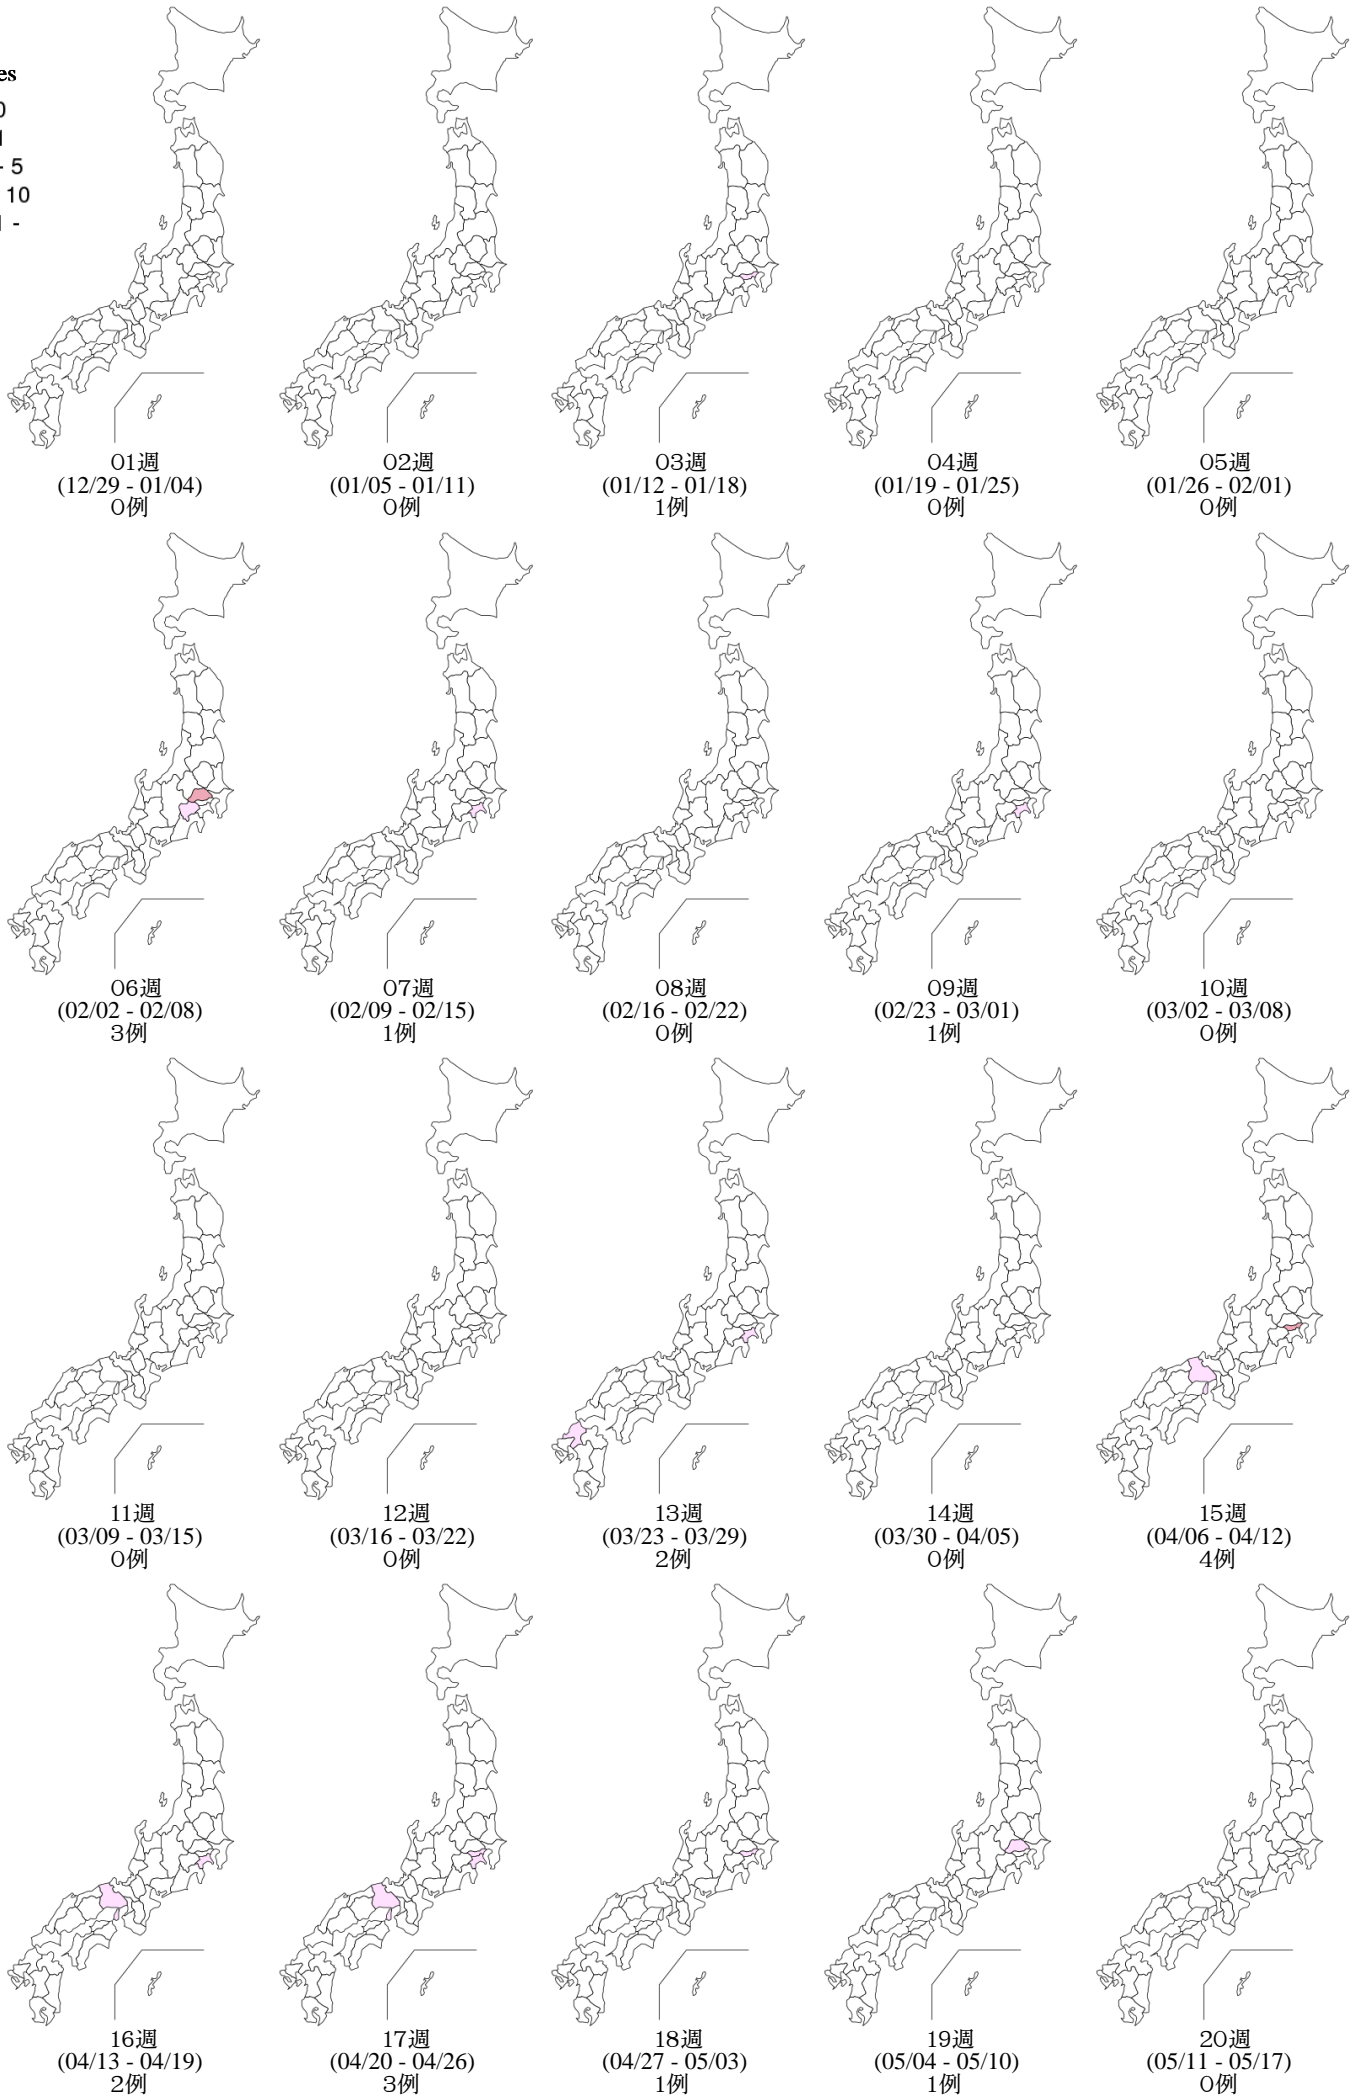 es
0
1
- 5
10
1 -
01週
(12/29 - 01/04)
0例
02週
(01/05 - 01/11)
0例
03週
(01/12 - 01/18)
1例
04週
(01/19 - 01/25)
0例
05週
(01/26 - 02/01)
0例
06週
(02/02 - 02/08)
3例
07週
(02/09 - 02/15)
1例
08週
(02/16 - 02/22)
0例
09週
(02/23 - 03/01)
1例
10週
(03/02 - 03/08)
0例
11週
(03/09 - 03/15)
0例
12週
(03/16 - 03/22)
0例
13週
(03/23 - 03/29)
2例
14週
(03/30 - 04/05)
0例
15週
(04/06 - 04/12)
4例
16週
(04/13 - 04/19)
2例
17週
(04/20 - 04/26)
3例
18週
(04/27 - 05/03)
1例
19週
(05/04 - 05/10)
1例
20週
(05/11 - 05/17)
0例